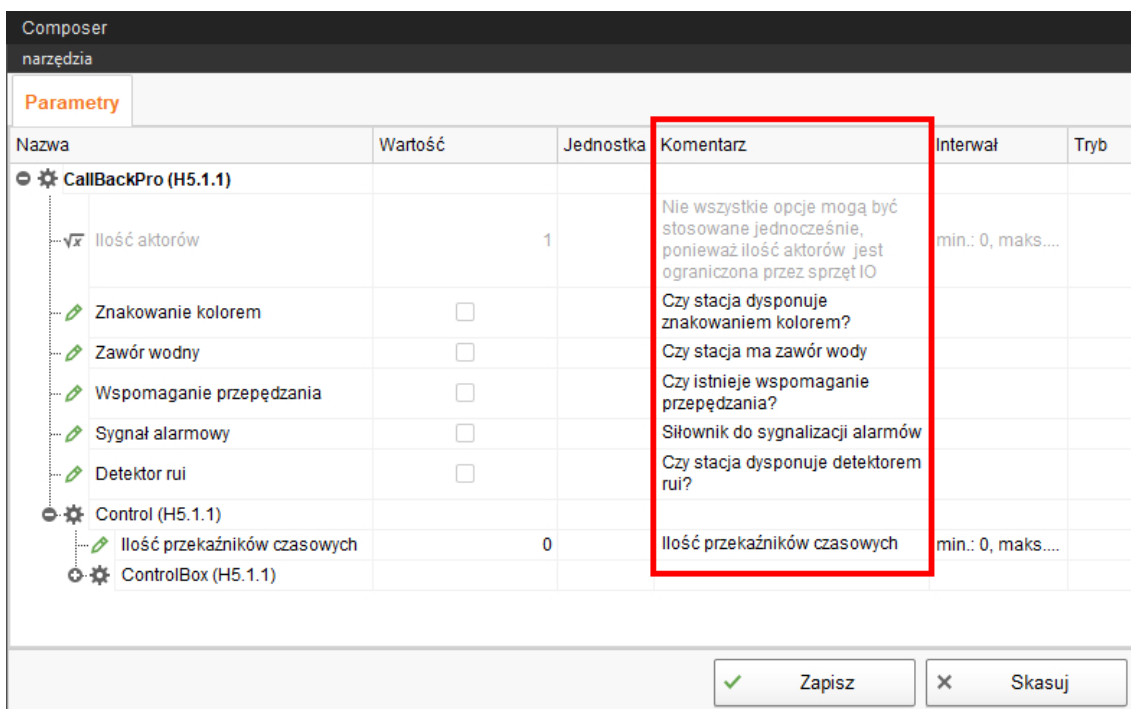 Composer
narzędzia
Parametry
Nazwa Wartość Jednostka Komentarz Interwał Tryb
CallBackPro (H5.1.1)
Ilość aktorów 1 Nie wszystkie opcje mogą być
stosowane jednocześnie,
ponieważ ilość aktorów jest
ograniczona przez sprzęt IO
min.: 0, maks....
Znakowanie kolorem Czy stacja dysponuje
znakowaniem kolorem?
Zawór wodny Czy stacja ma zawór wody
Wspomaganie przepędzania Czy istnieje wspomaganie
przepędzania?
Sygnał alarmowy Siłownik do sygnalizacji alarmów
Detektor rui Czy stacja dysponuje detektorem
rui?
Control (H5.1.1)
Ilość przekaźników czasowych 0 Ilość przekaźników czasowych min.: 0, maks....
ControlBox (H5.1.1)
Zapisz Skasuj